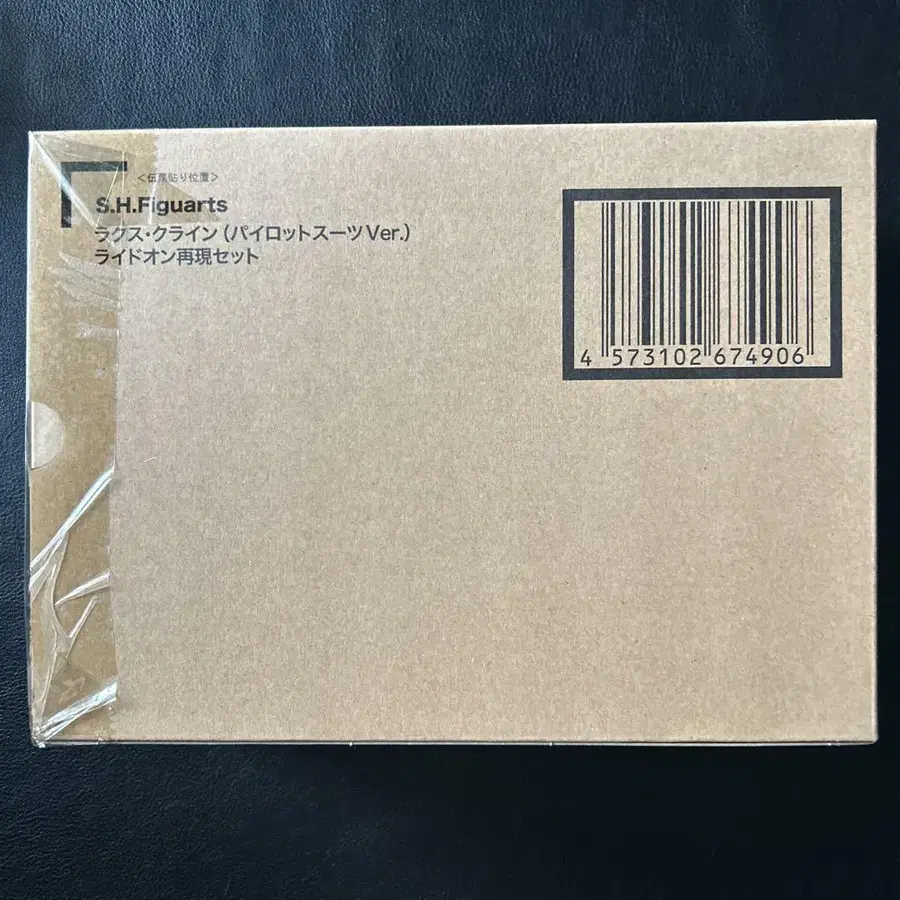 <伝票貼り位置>
S.H.Figuarts
ラクス・クライン(パイロットスーツVer.)
ライドオン再現セット
4 573102 674906